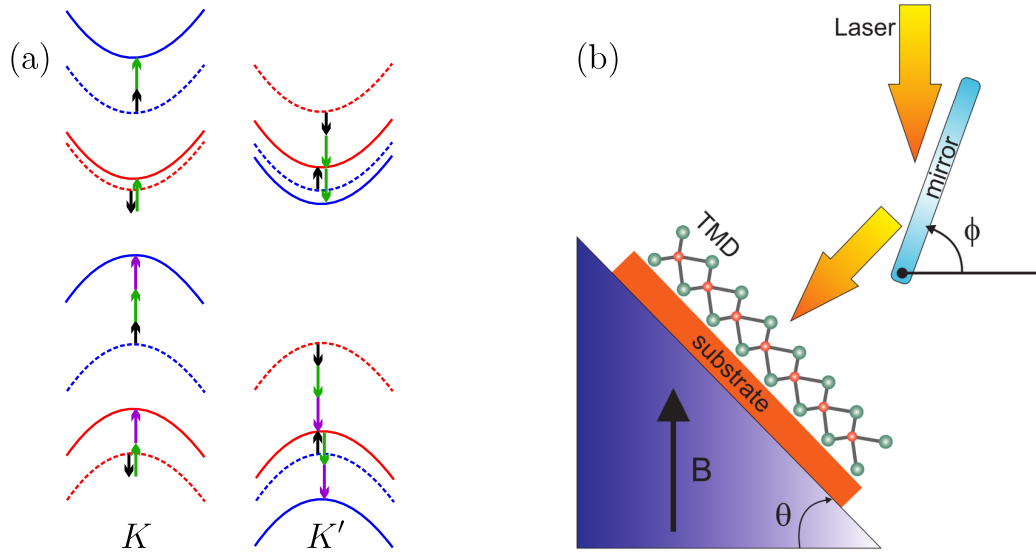 (a)
K
K′
(b)
Laser
mirror
ϕ
TMD
substrate
B
θ